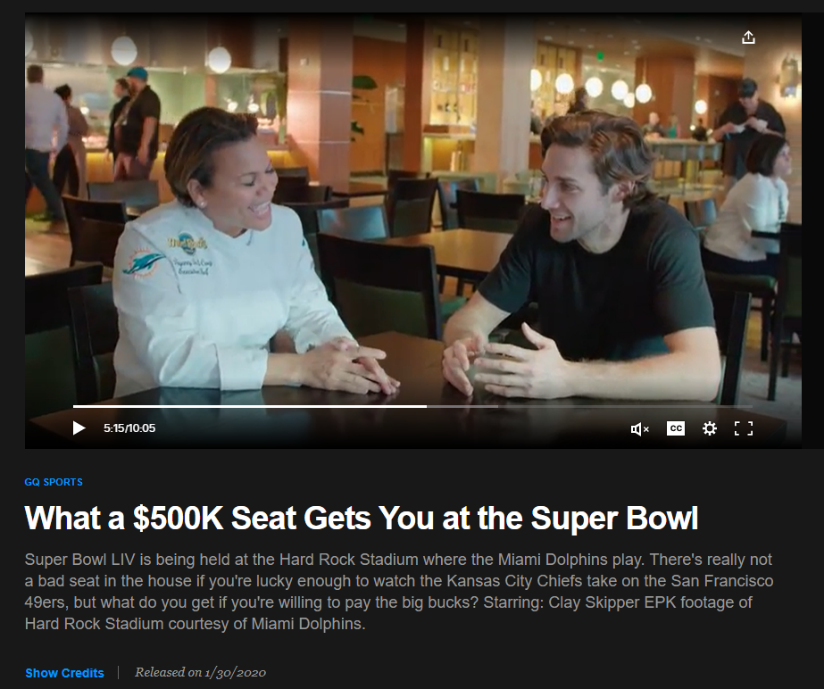 5:15/10:05
CC
GQ SPORTS
What a $500K Seat Gets You at the Super Bowl
Super Bowl LIV is being held at the Hard Rock Stadium where the Miami Dolphins play. There's really not
a bad seat in the house if you're lucky enough to watch the Kansas City Chiefs take on the San Francisco
49ers, but what do you get if you're willing to pay the big bucks? Starring: Clay Skipper EPK footage of
Hard Rock Stadium courtesy of Miami Dolphins.
Show Credits
Released on 1/30/2020